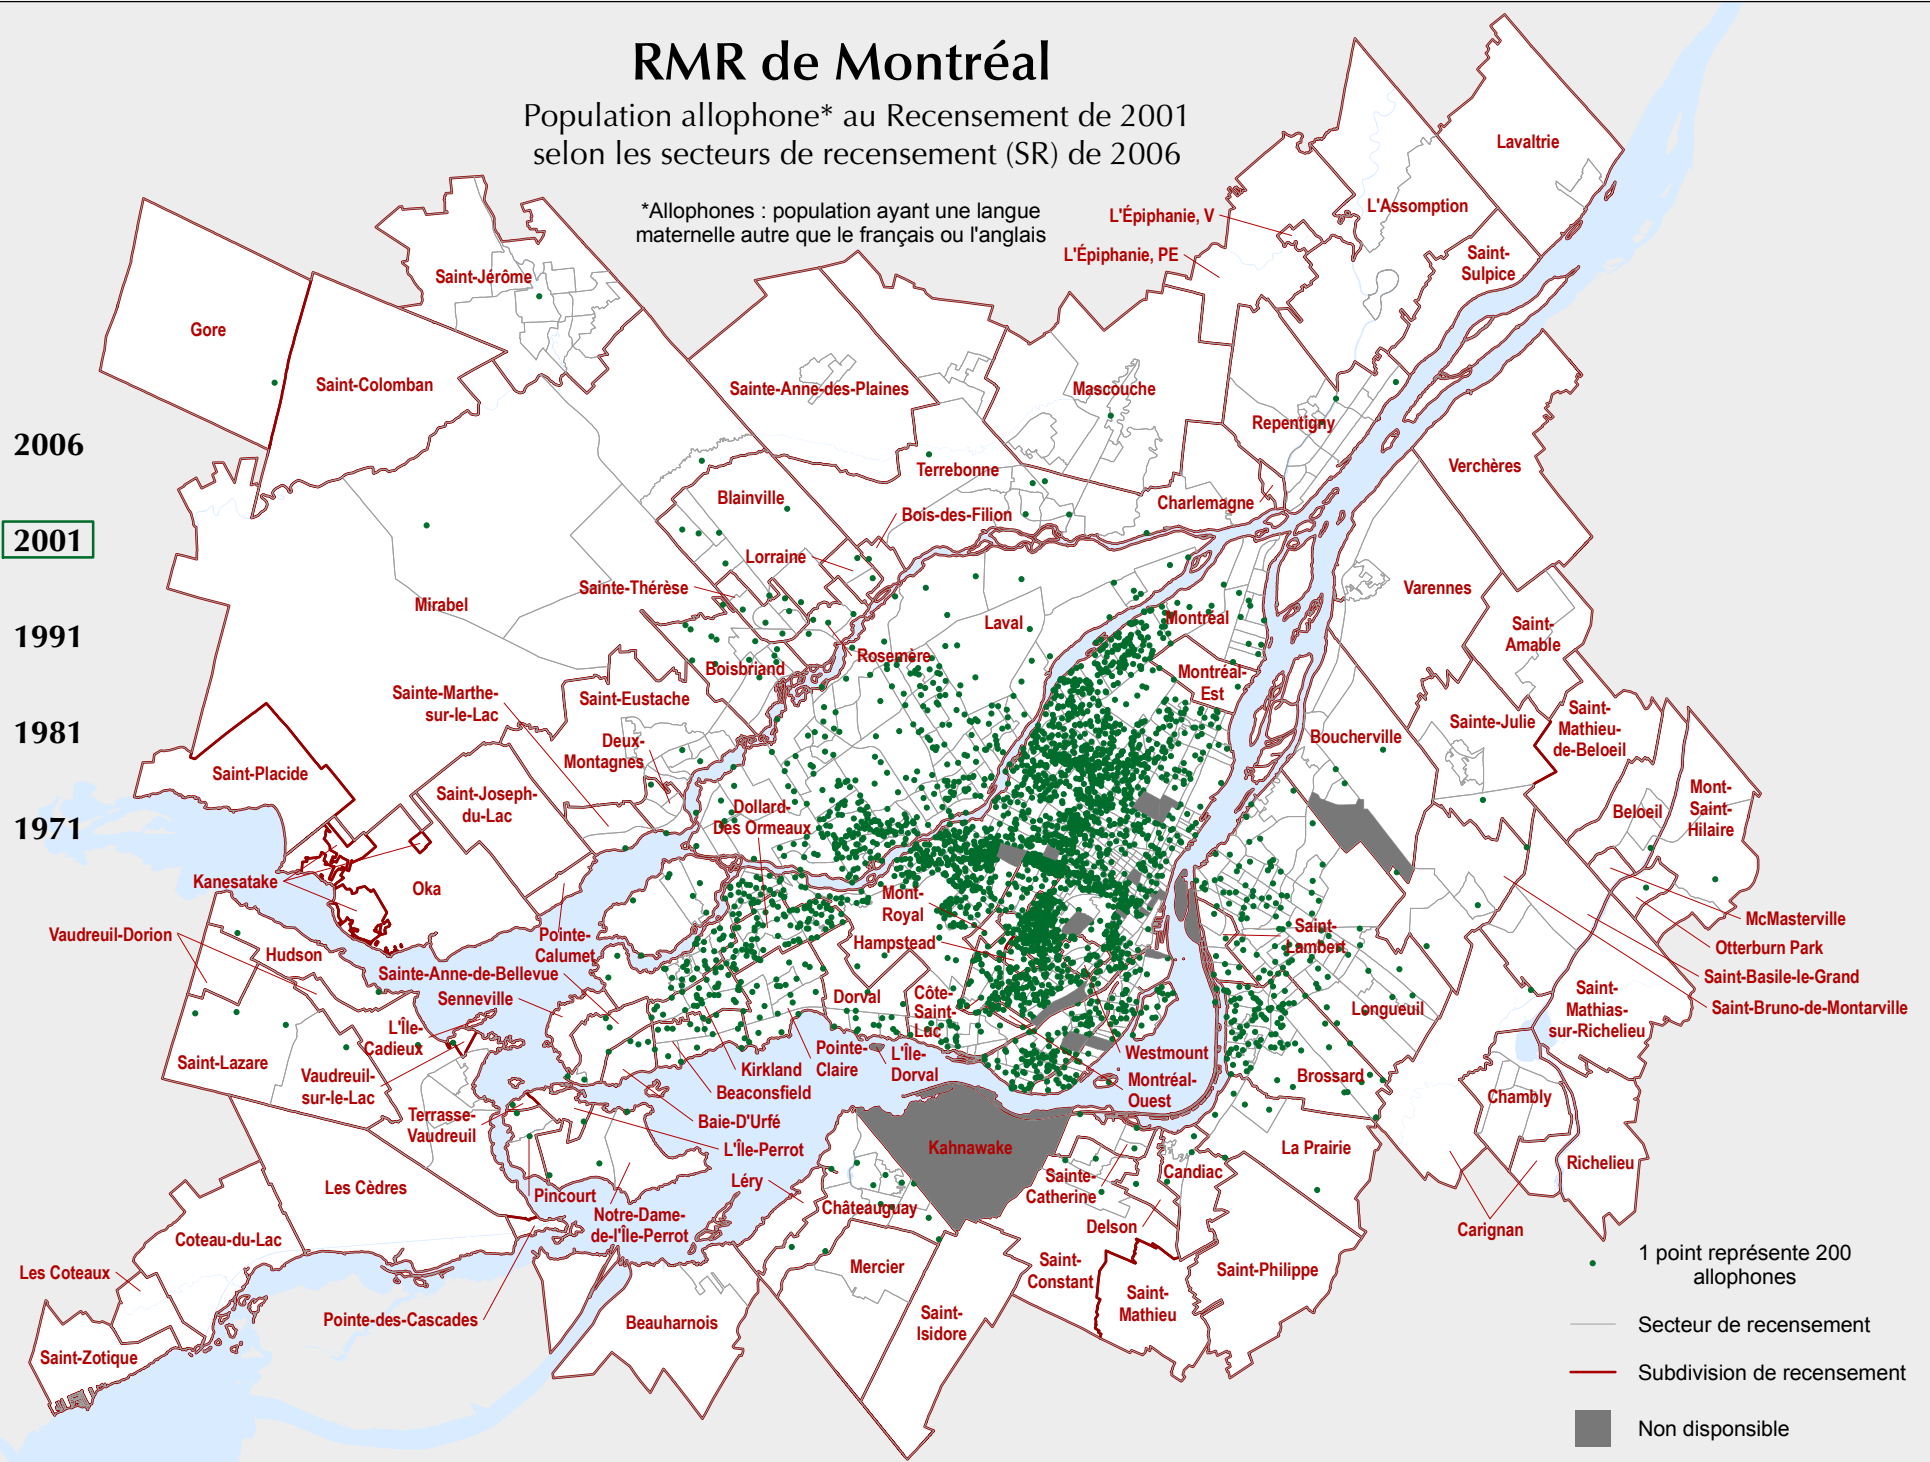 RMR de Montréal
Population allophone* au Recensement de 2001
selon les secteurs de recensement (SR) de 2006
*Allophones : population ayant une langue
maternelle autre que le français ou l'anglais
2006
2001
1991
1981
1971
Lavaltrie
L'Assomption
L'Épiphanie, V
L'Épiphanie, PE
Saint-
Sulpice
Saint-Jérôme
Gore
Saint-Colomban
Sainte-Anne-des-Plaines
Mascouche
Repentigny
Verchères
Terrebonne
Blainville
Charlemagne
Bois-des-Filion
Lorraine
Sainte-Thérèse
Mirabel
Varennes
Laval
Montréal
Saint-
Amable
Rosemère
Boisbriand
Montréal-
Est
Sainte-Marthe-
sur-le-Lac
Saint-Eustache
Saint-
Mathieu-
de-Beloeil
Sainte-Julie
Boucherville
Deux-
Montagnes
Saint-Placide
Saint-Joseph-
du-Lac
Dollard-
Des Ormeaux
Mont-
Saint-
Hilaire
Beloeil
Kanesatake
Oka
Mont-
Royal
McMasterville
Vaudreuil-Dorion
Hudson
Pointe-
Calumet
Hampstead
Saint-
Lambert
Otterburn Park
Sainte-Anne-de-Bellevue
Saint-Basile-le-Grand
Senneville
Dorval
Côte-
Saint-
Luc
Longueuil
Saint-
Mathias-
sur-Richelieu
Saint-Bruno-de-Montarville
L'Île-
Cadieux
Saint-Lazare
Vaudreuil-
sur-le-Lac
Kirkland
Pointe-
Claire
L'Île-
Dorval
Westmount
Beaconsfield
Montréal-
Ouest
Brossard
Chambly
Terrasse-
Vaudreuil
Baie-D'Urfé
L'Île-Perrot
Kahnawake
La Prairie
Richelieu
Les Cèdres
Pincourt
Léry
Sainte-
Catherine
Candiac
Châteauguay
Notre-Dame-
de-l'Île-Perrot
Delson
Carignan
Coteau-du-Lac
Les Coteaux
Mercier
Saint-
Constant
Saint-Philippe
Saint-
Mathieu
Pointe-des-Cascades
Beauharnois
Saint-
Isidore
Saint-Zotique
1 point représente 200
allophones
Secteur de recensement
Subdivision de recensement
Non disponsible